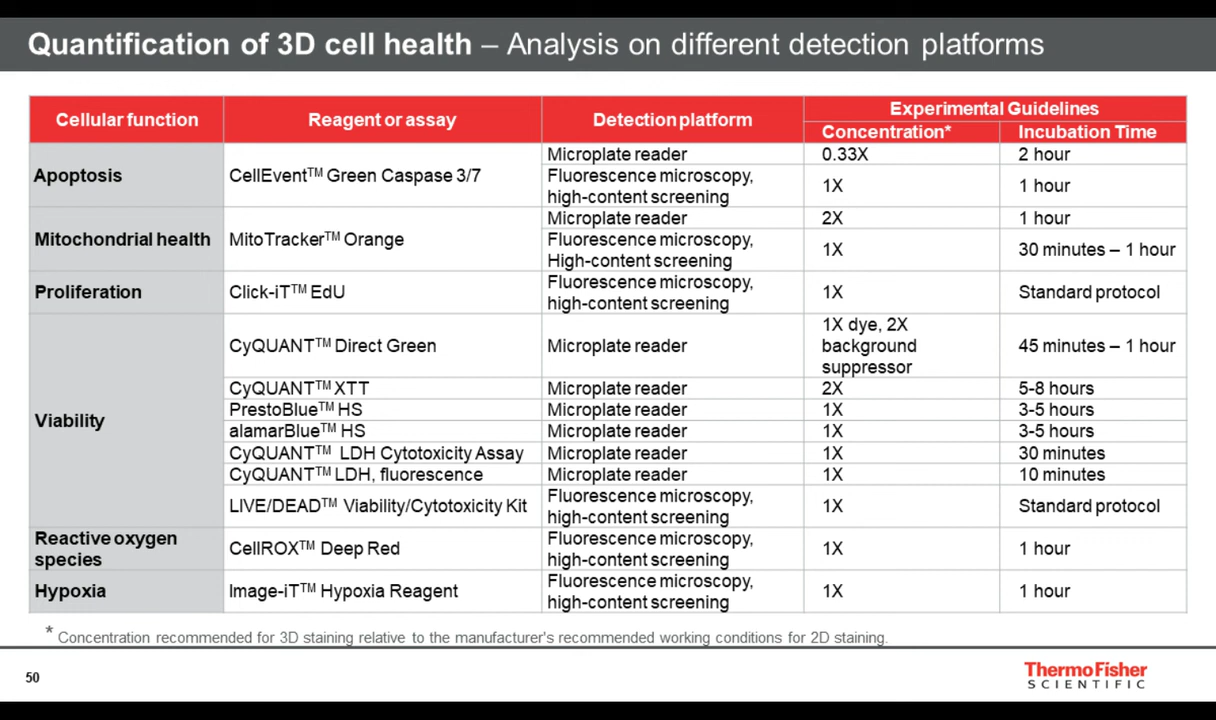 Quantification of 3D cell health – Analysis on different detection platforms
Cellular function Reagent or assay Detection platform Experimental Guidelines
Concentration* Incubation Time
Apoptosis CellEvent™ Green Caspase 3/7 Microplate reader 0.33X 2 hour
Fluorescence microscopy,
high-content screening 1X 1 hour
Mitochondrial health MitoTracker™ Orange Microplate reader 2X 1 hour
Fluorescence microscopy,
High-content screening 1X 30 minutes – 1 hour
Proliferation Click-iT™ EdU Fluorescence microscopy,
high-content screening 1X Standard protocol
Viability CyQUANT™ Direct Green Microplate reader 1X dye, 2X
background
suppressor 45 minutes – 1 hour
CyQUANT™ XTT Microplate reader 2X 5-8 hours
PrestoBlue™ HS Microplate reader 1X 3-5 hours
alamarBlue™ HS Microplate reader 1X 3-5 hours
CyQUANT™ LDH Cytotoxicity Assay Microplate reader 1X 30 minutes
CyQUANT™ LDH, fluorescence Microplate reader 1X 10 minutes
LIVE/DEAD™ Viability/Cytotoxicity Kit Fluorescence microscopy,
high-content screening 1X Standard protocol
Reactive oxygen
species CellROX™ Deep Red Fluorescence microscopy,
high-content screening 1X 1 hour
Hypoxia Image-iT™ Hypoxia Reagent Fluorescence microscopy,
high-content screening 1X 1 hour
* Concentration recommended for 3D staining relative to the manufacturer's recommended working conditions for 2D staining.
50
ThermoFisher
SCIENTIFIC